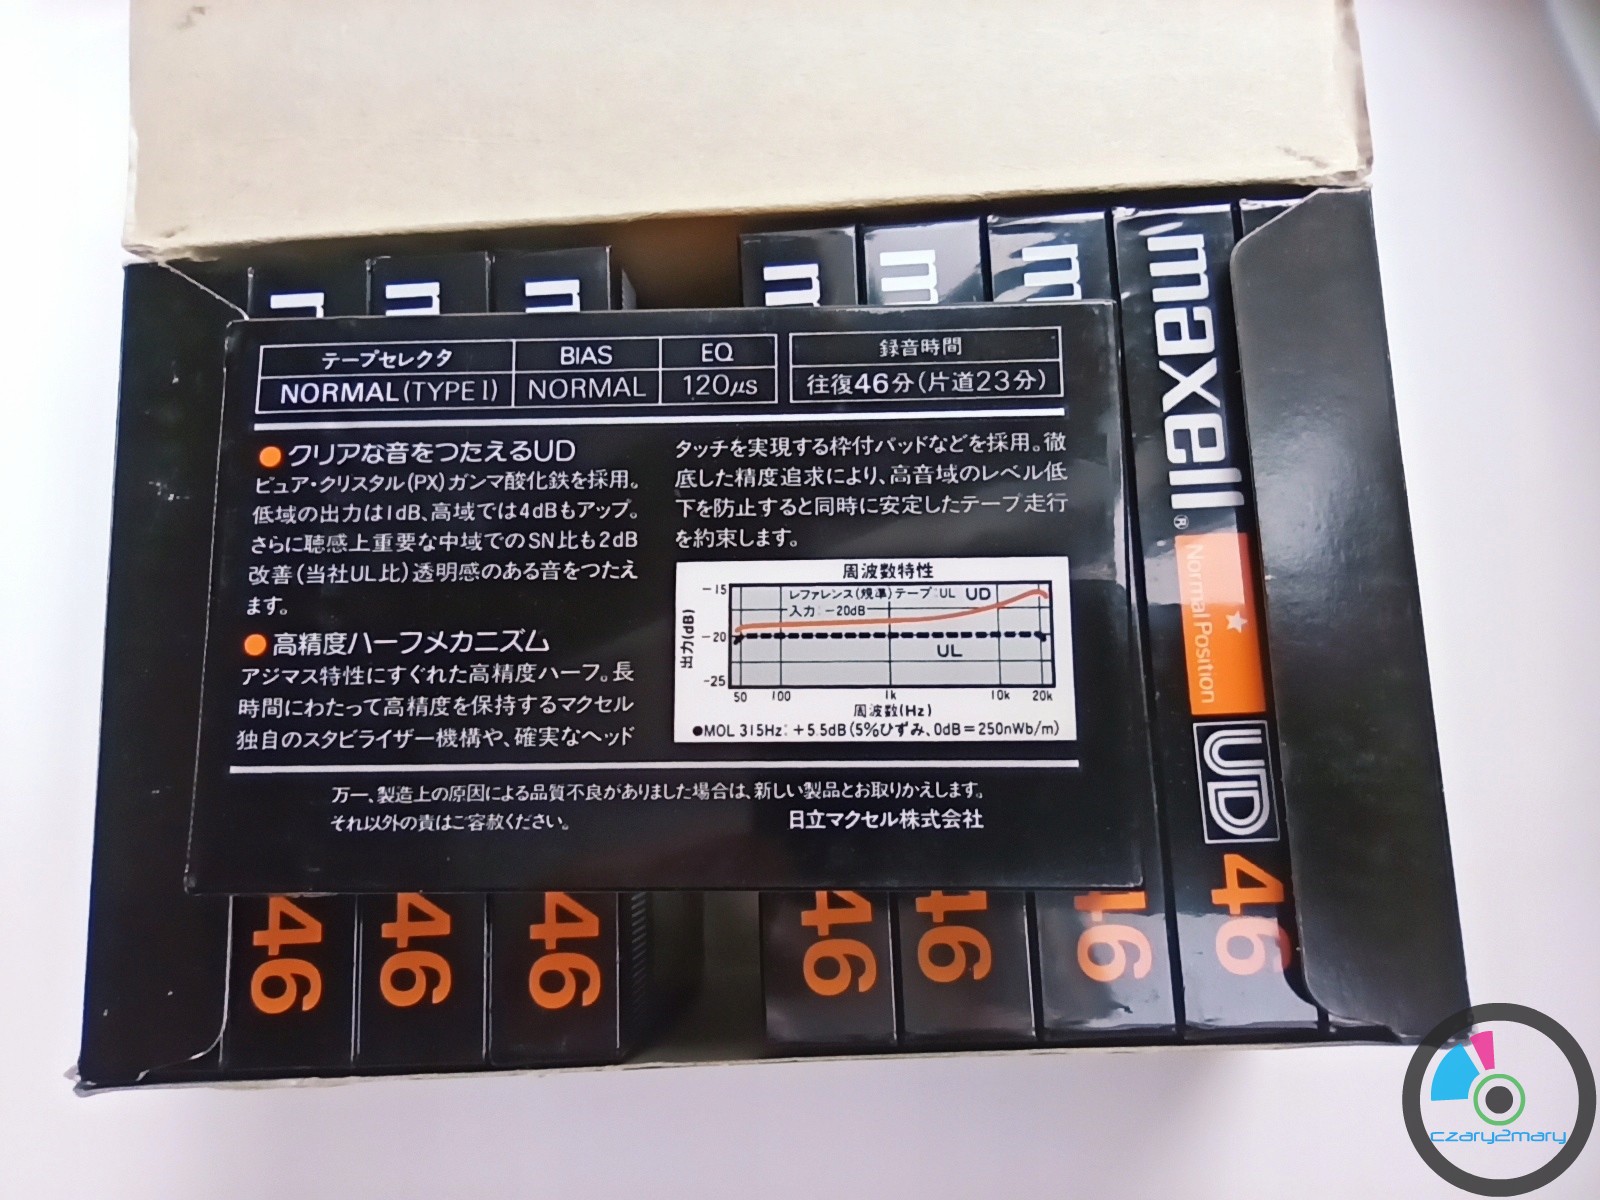 maxell®
Normal Position
UD
46
テープセレクタ BIAS EQ 録音時間
NORMAL(TYPE I) NORMAL 120μs 往復46分(片道23分)
●クリアな音をつたえるUD
ピュア・クリスタル(PX)ガンマ酸化鉄を採用。
低域の出力は1dB、高域では4dBもアップ。
さらに聴感上重要な中域でのSN比も2dB
改善(当社UL比)透明感のある音をつたえ
ます。
●高精度ハーフメカニズム
アジマス特性にすぐれた高精度ハーフ。長
時間にわたって高精度を保持するマクセル
独自のスタビライザー機構や、確実なヘッド
タッチを実現する枠付パッドなどを採用。徹
底した精度追求により、高音域のレベル低
下を防止すると同時に安定したテープ走行
を約束します。
周波数特性
レファレンス(規準)テープ:UL UD
入力:-20dB
UL
出力(dB)
-15
-20
-25
50 100 1k 10k 20k
周波数(Hz)
●MOL 315Hz:+5.5dB(5%ひずみ、0dB=250nWb/m)
万一、製造上の原因による品質不良がありました場合は、新しい製品とお取りかえします。
それ以外の責はご容赦ください。
日立マクセル株式会社
46
46
46
46
46
46
czary2mary